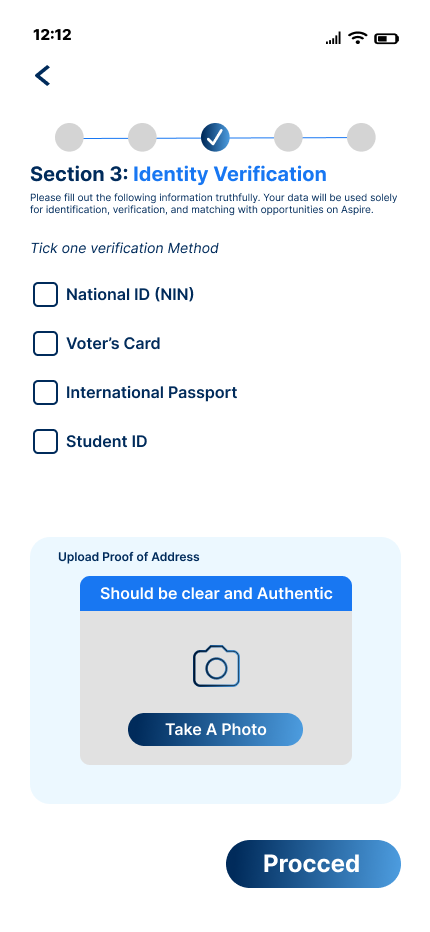 12:12
Section 3: Identity Verification
Please fill out the following information truthfully. Your data will be used solely
for identification, verification, and matching with opportunities on Aspire.
Tick one verification Method
National ID (NIN)
Voter’s Card
International Passport
Student ID
Upload Proof of Address
Should be clear and Authentic
Take A Photo
Procced